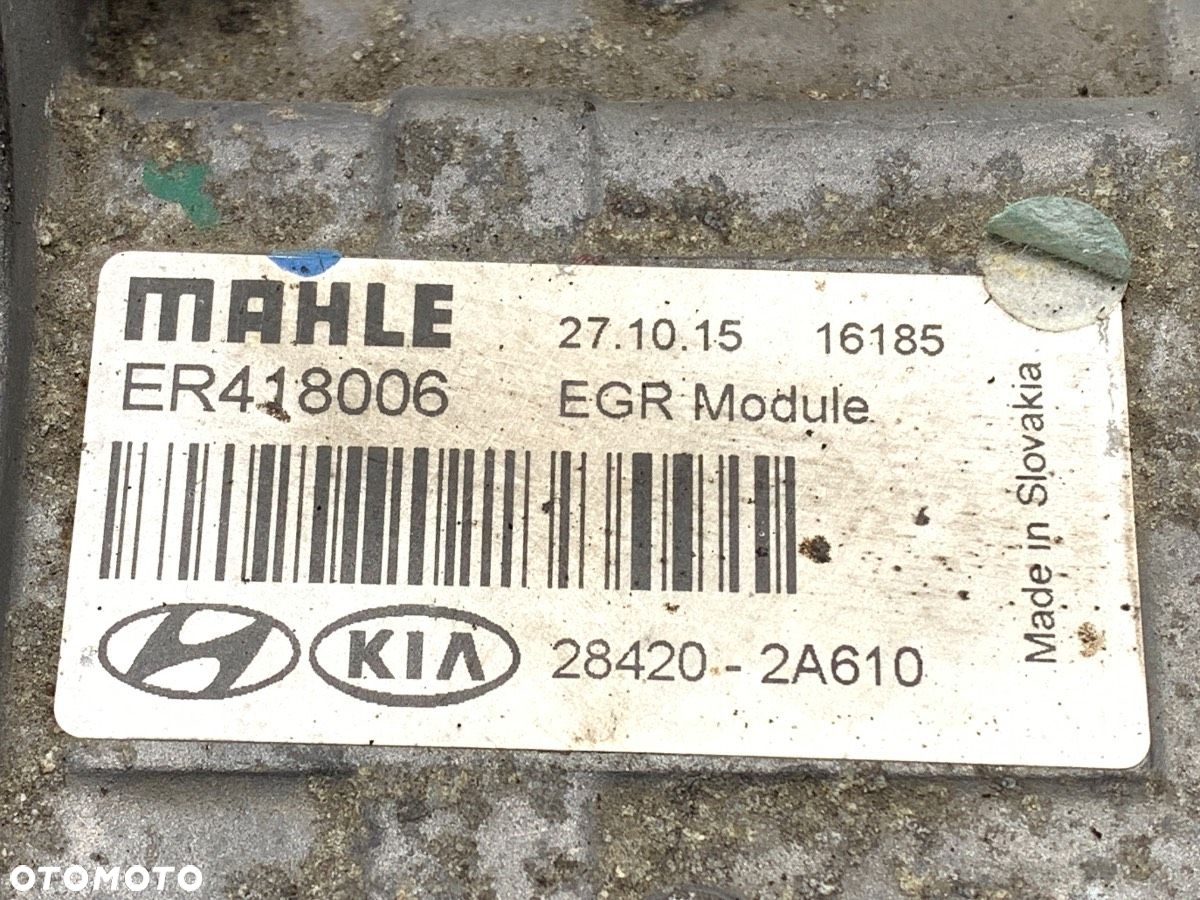 MAHLE
27.10.15 16185
ER418006 EGR Module
Made in Slovakia
KIA 28420 - 2A610
OTOMOTO